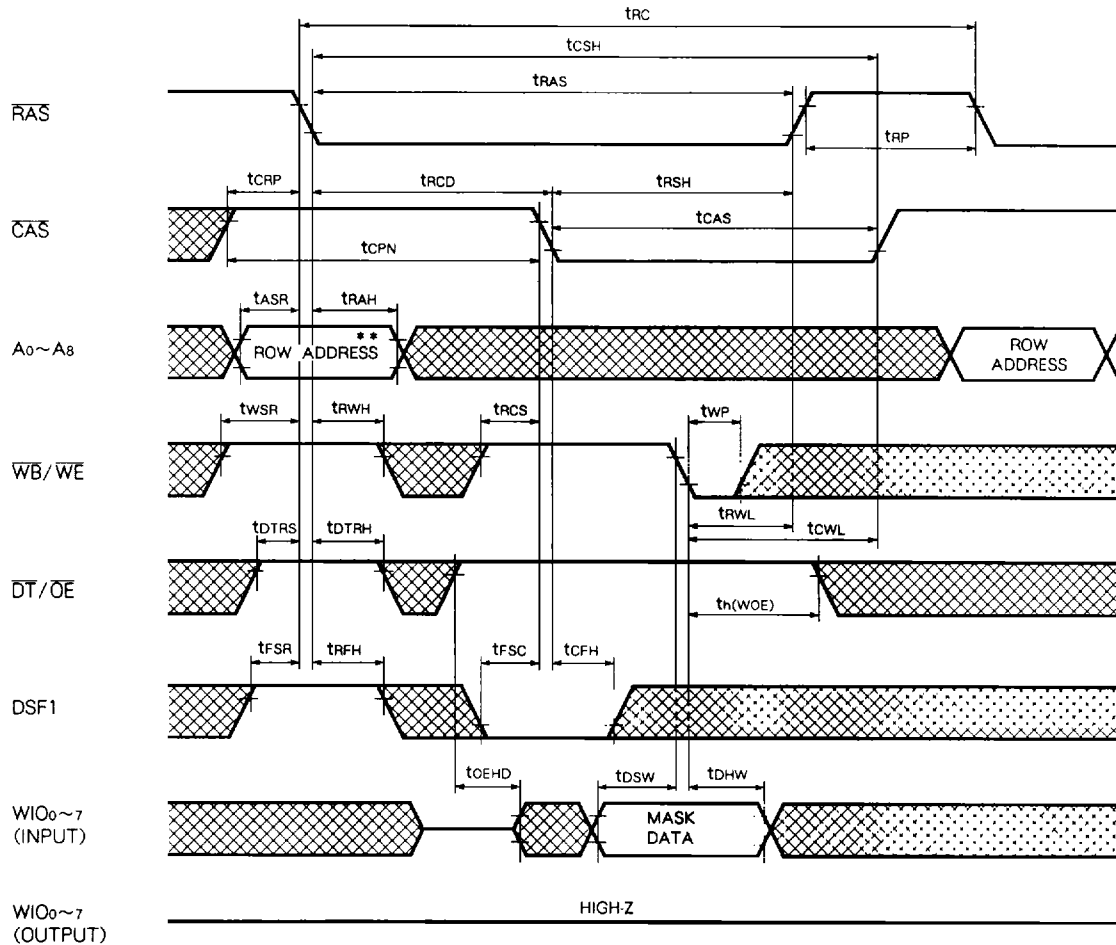 tRC
tCSH
tRAS
RAS
tRP
tCRP
tRCD
tRSH
CAS
tCAS
tCPN
tASR
tRAH
A0~A8
ROW ADDRESS**
ROW
ADDRESS
tWSR
tRWH
tRCS
tWP
WB/WE
tRWL
tCWL
tDTRS
tDTRH
DT/OE
th(WOE)
tFSR
tRFH
tFSC
tCFH
DSF1
tOEHD
tDSW
tDHW
WIO0~7
(INPUT)
MASK
DATA
WIO0~7
(OUTPUT)
HIGH-Z